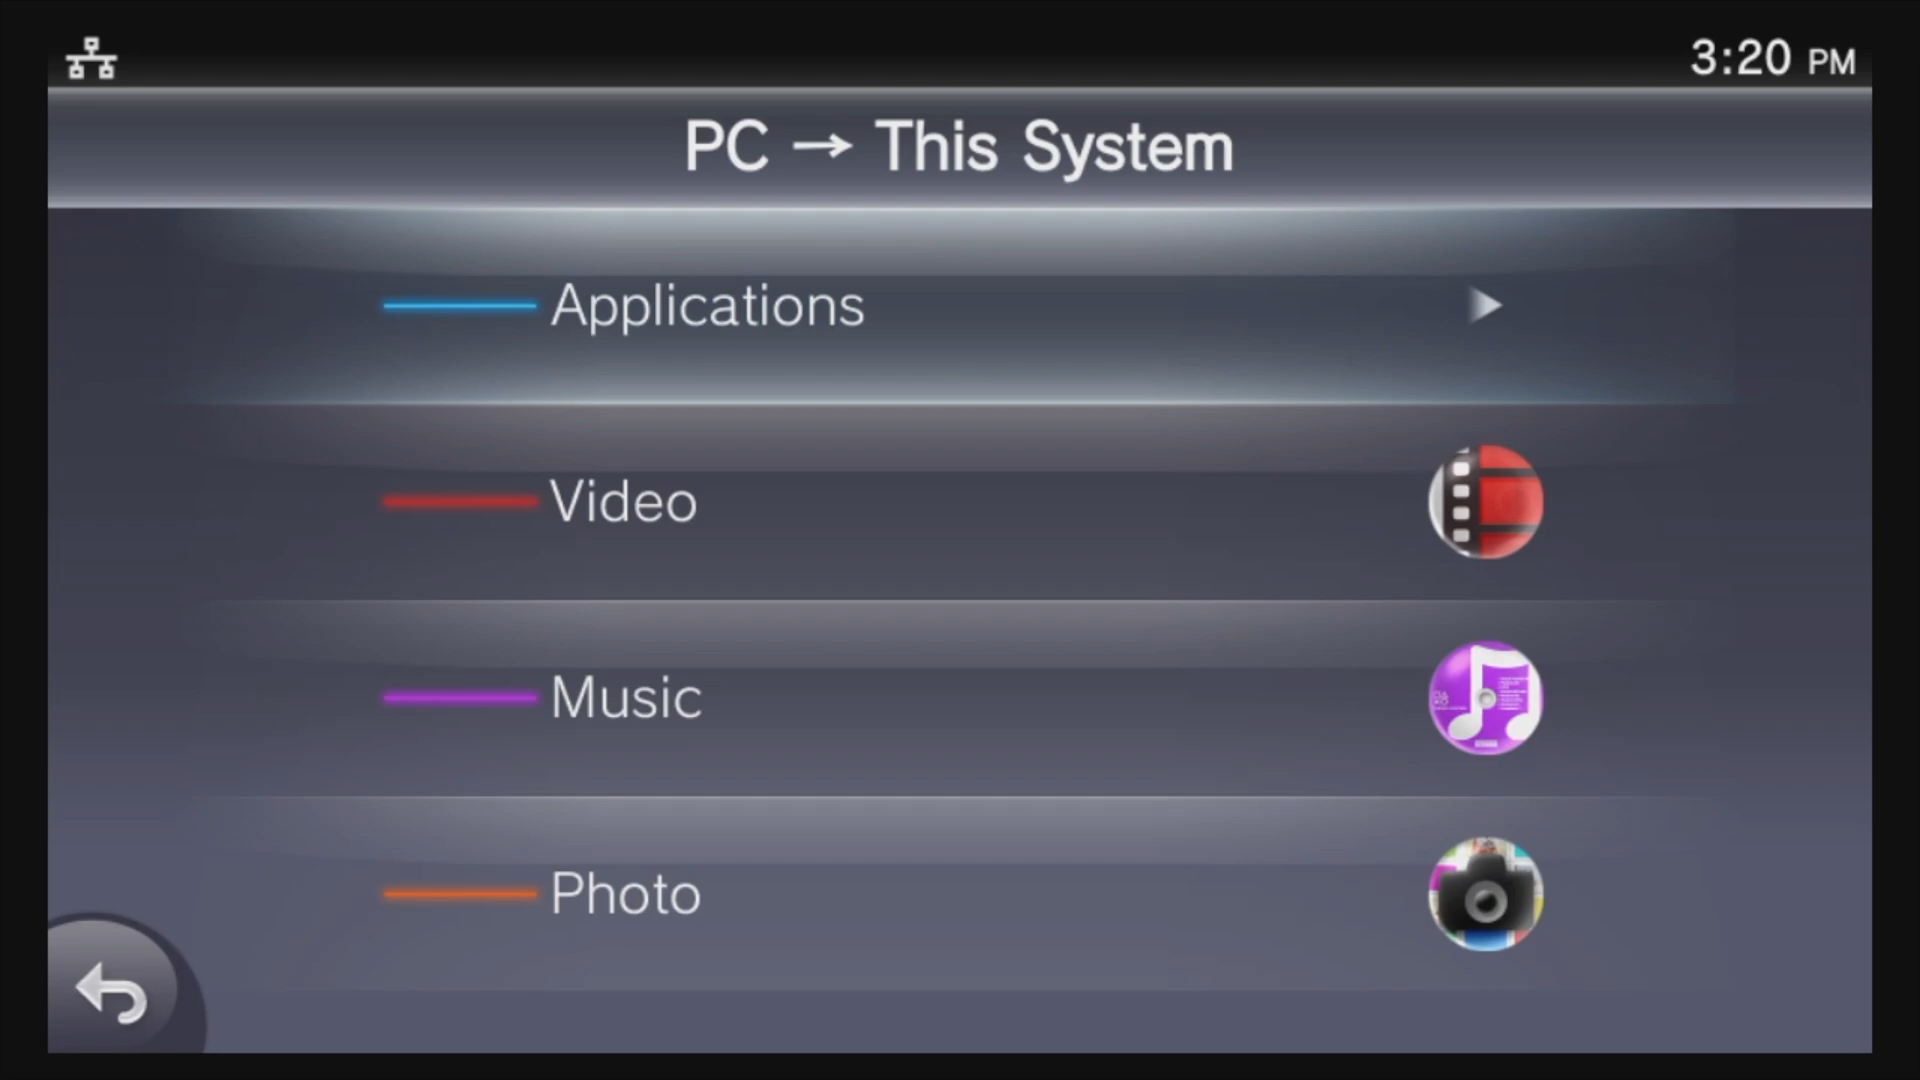 3:20 PM
PC → This System
Applications
Video
Music
Photo